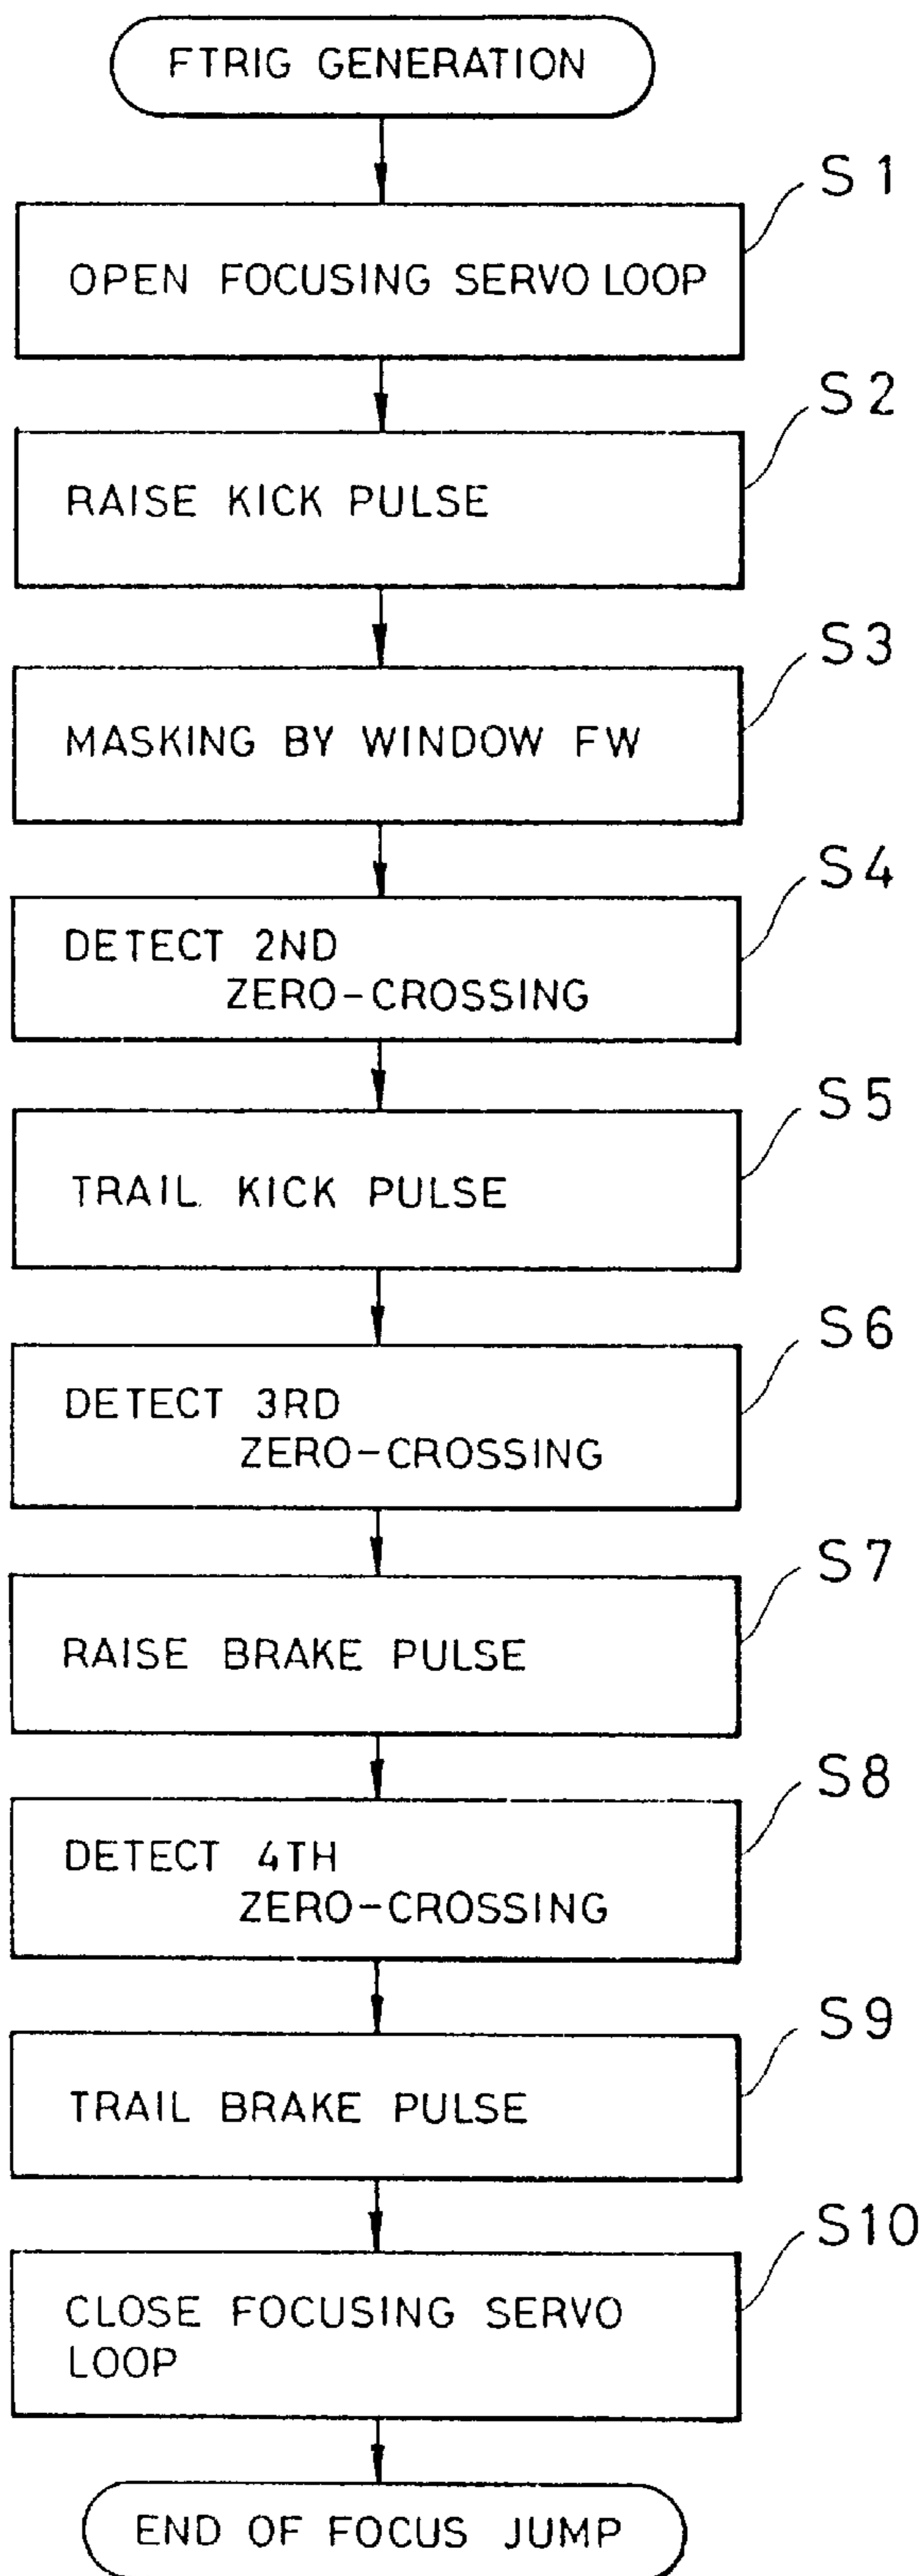 FTRIG GENERATION
S1
OPEN FOCUSING SERVO LOOP
S2
RAISE KICK PULSE
S3
MASKING BY WINDOW FW
S4
DETECT 2ND
ZERO-CROSSING
S5
TRAIL KICK PULSE
S6
DETECT 3RD
ZERO-CROSSING
S7
RAISE BRAKE PULSE
S8
DETECT 4TH
ZERO-CROSSING
S9
TRAIL BRAKE PULSE
S10
CLOSE FOCUSING SERVO
LOOP
END OF FOCUS JUMP